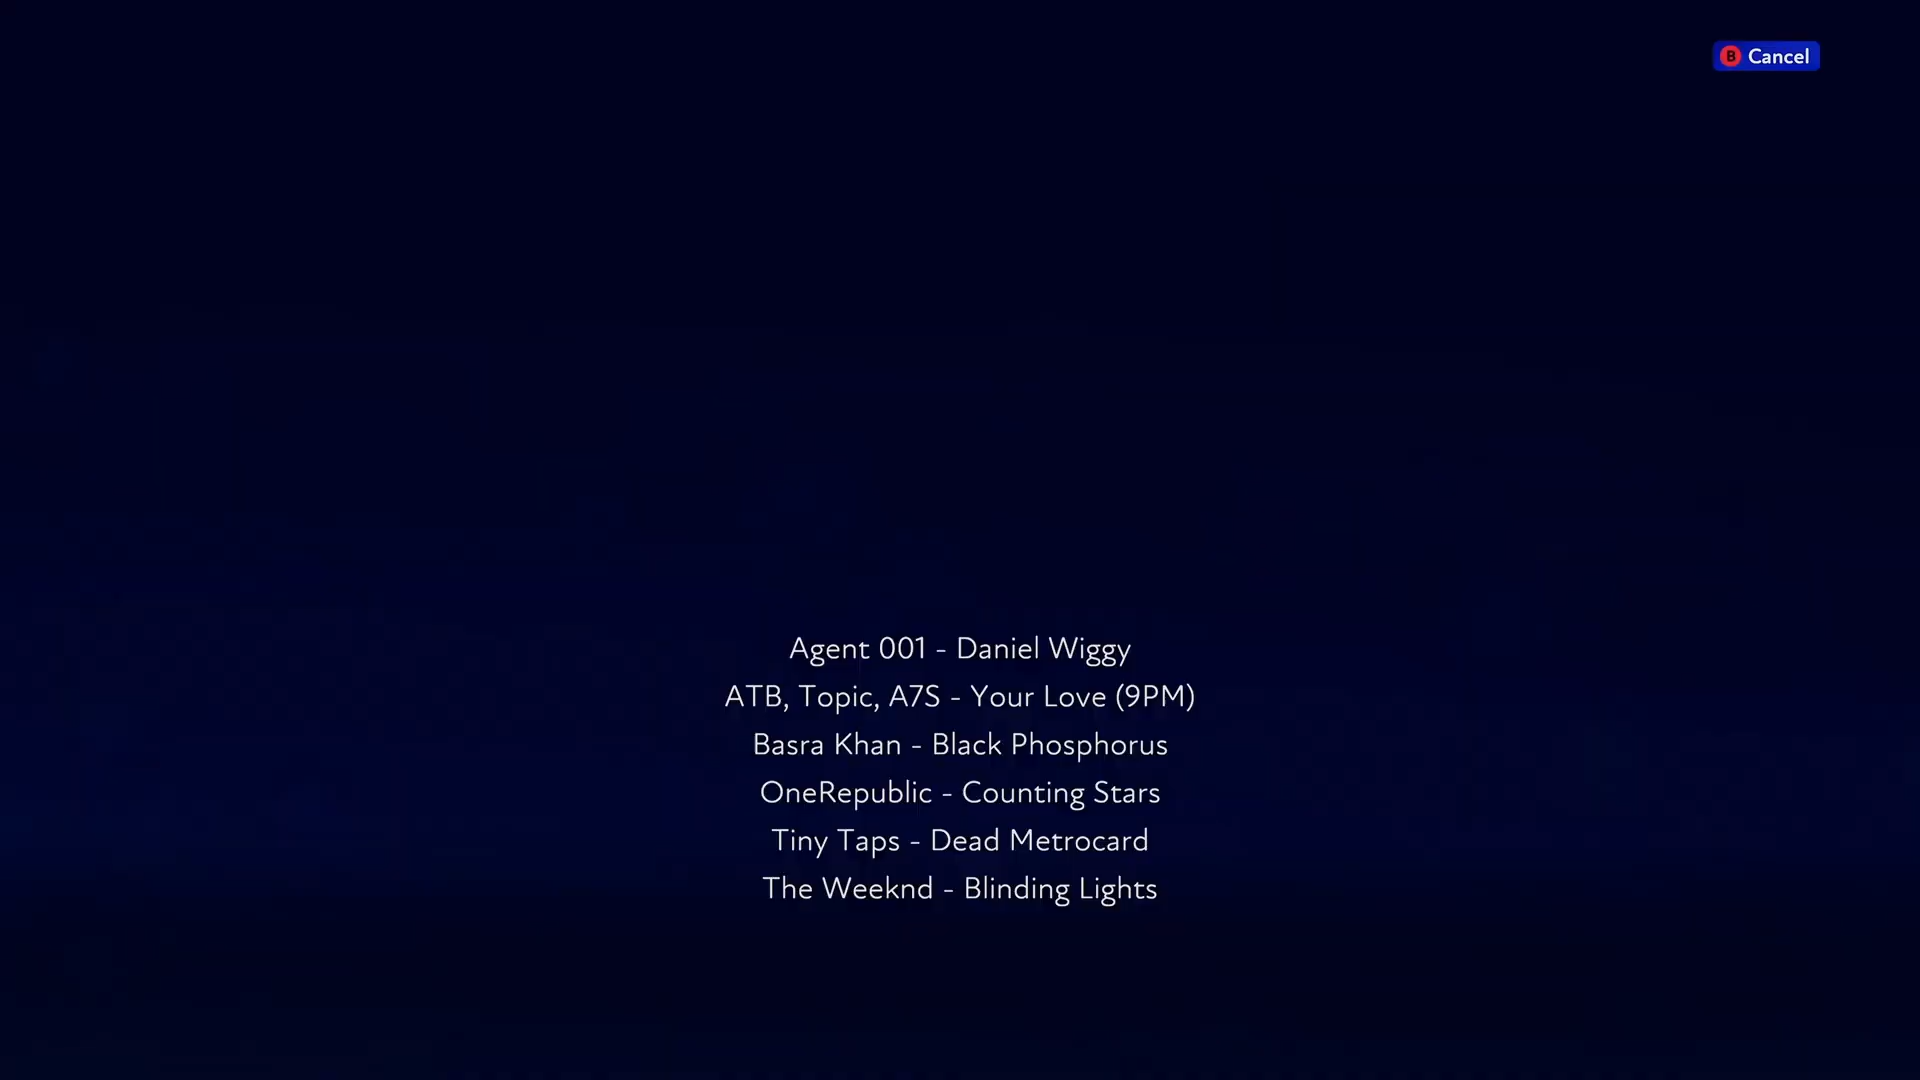 B Cancel
Agent 001 - Daniel Wiggy
ATB, Topic, A7S - Your Love (9PM)
Basra Khan - Black Phosphorus
OneRepublic - Counting Stars
Tiny Taps - Dead Metrocard
The Weeknd - Blinding Lights